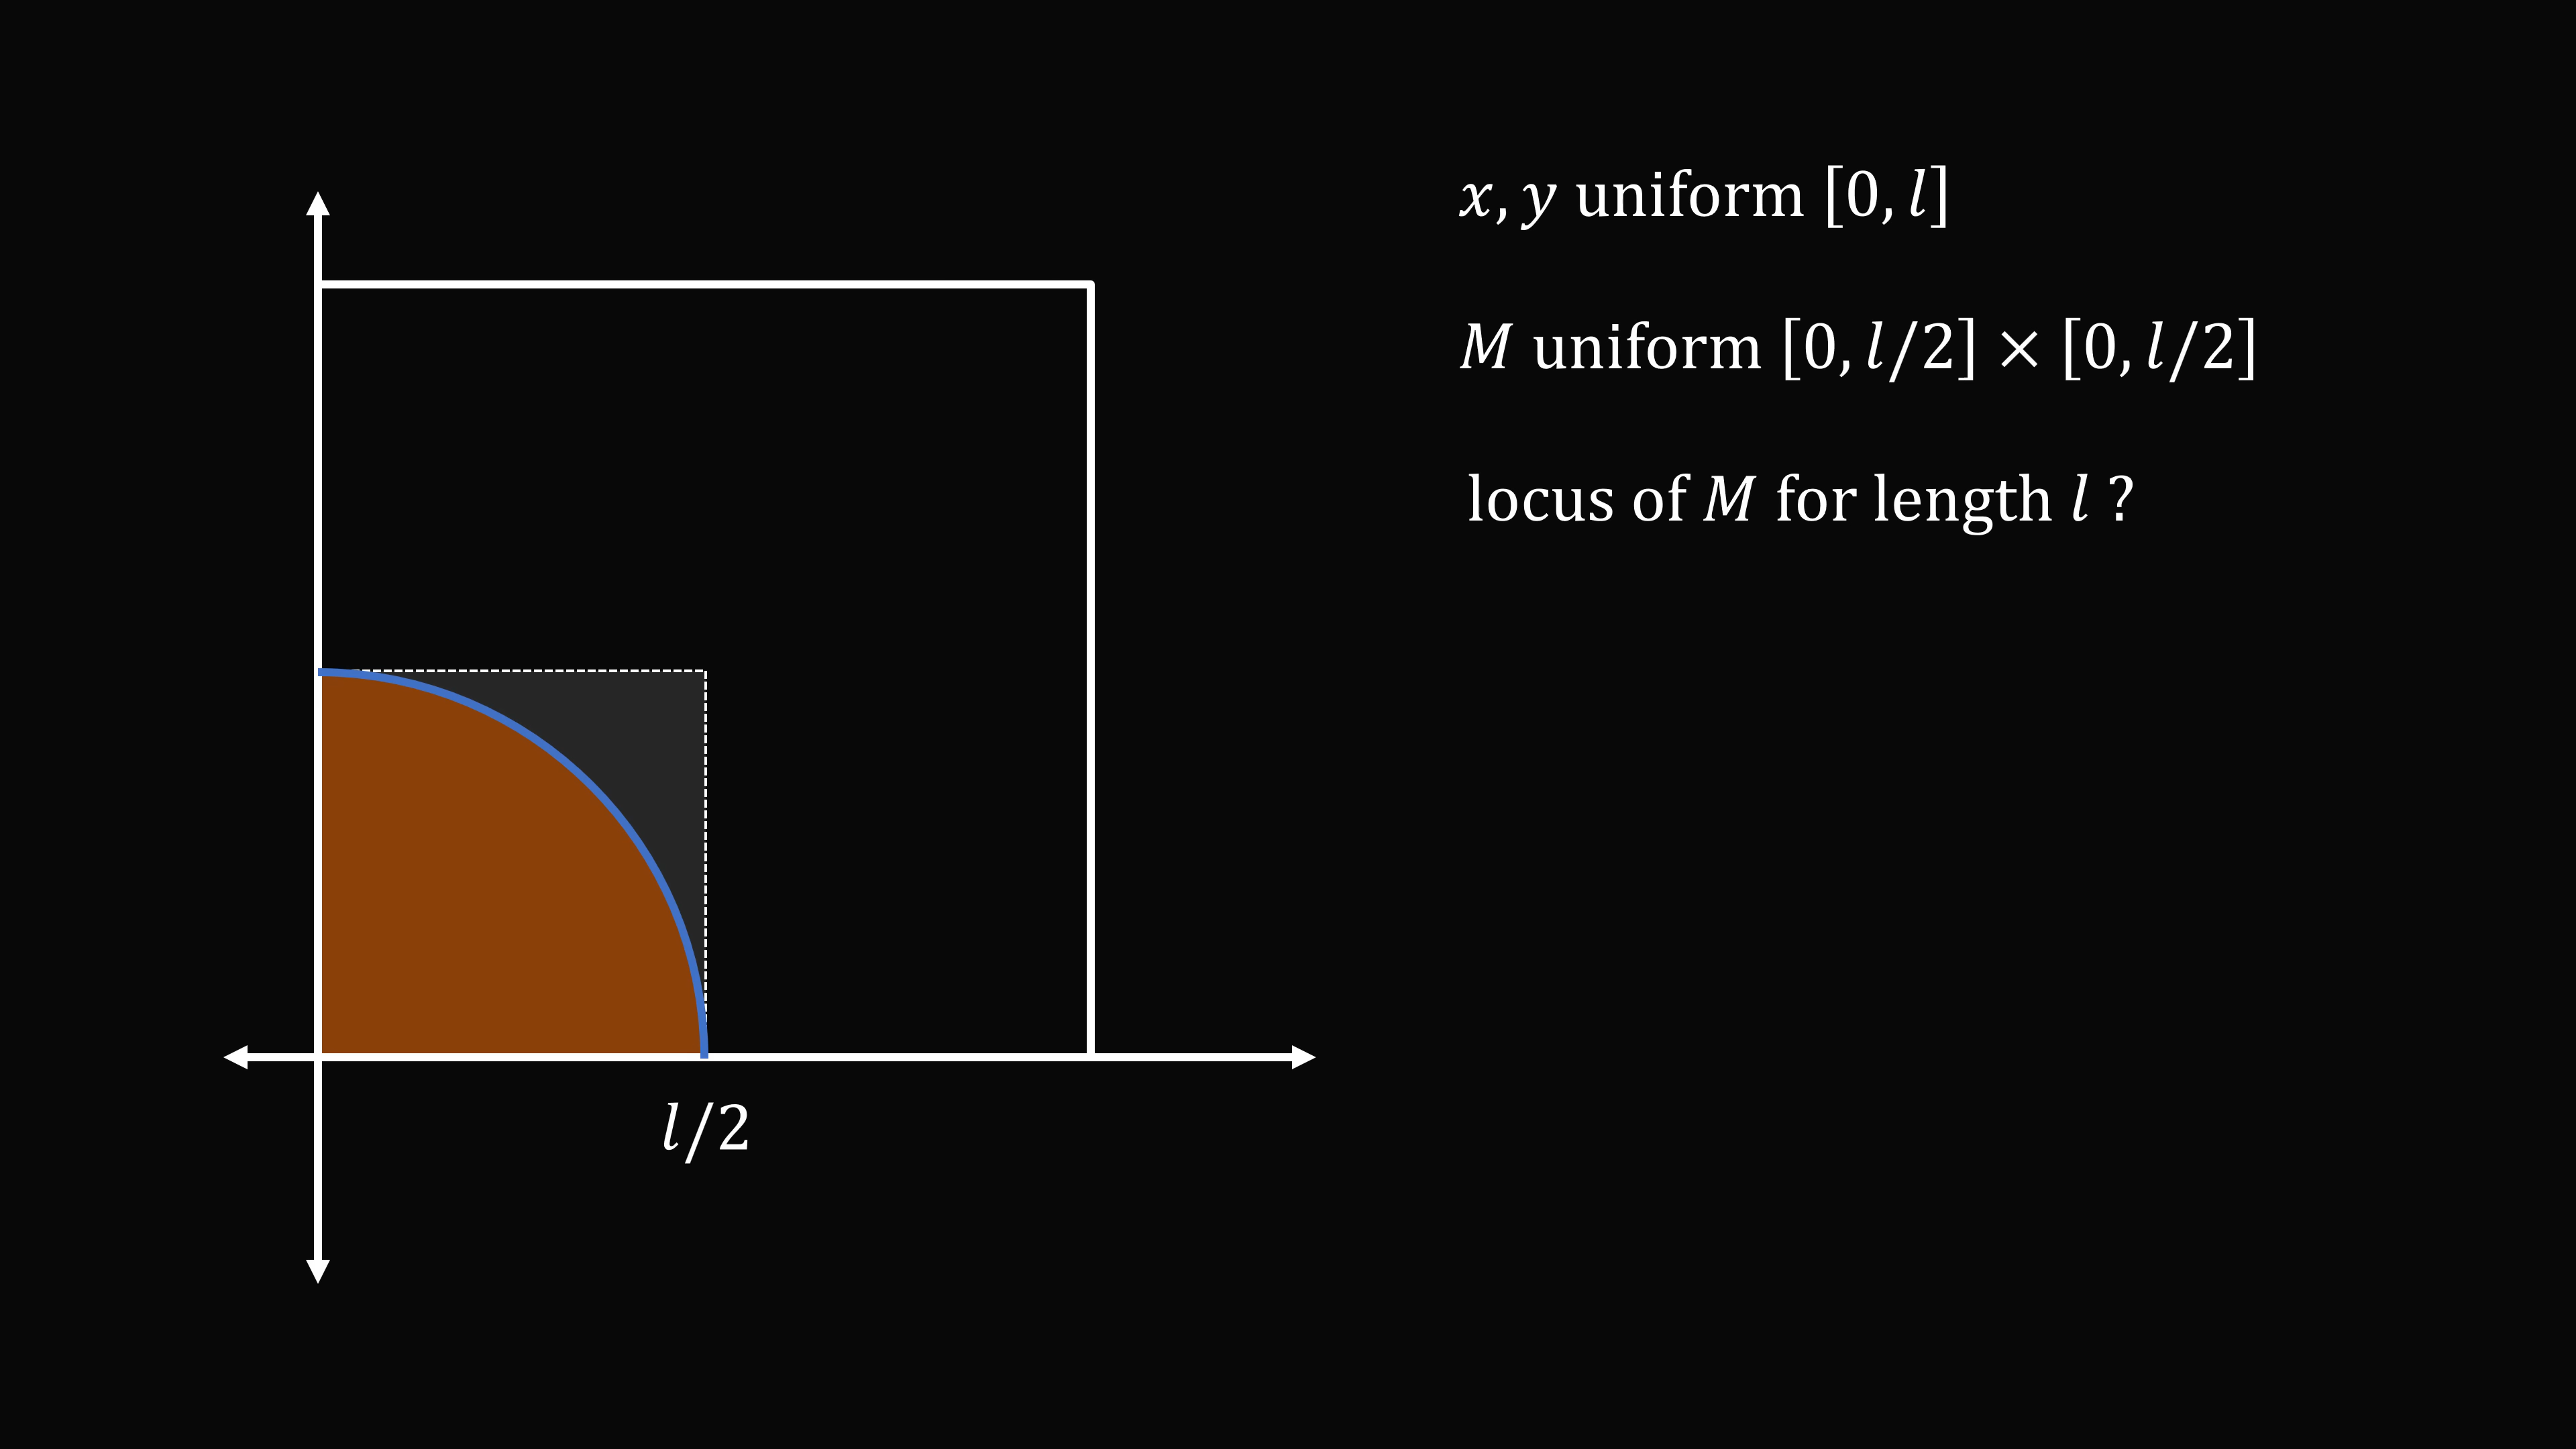 x, y uniform [0, l]
M uniform [0, l/2] × [0, l/2]
locus of M for length l ?
l/2